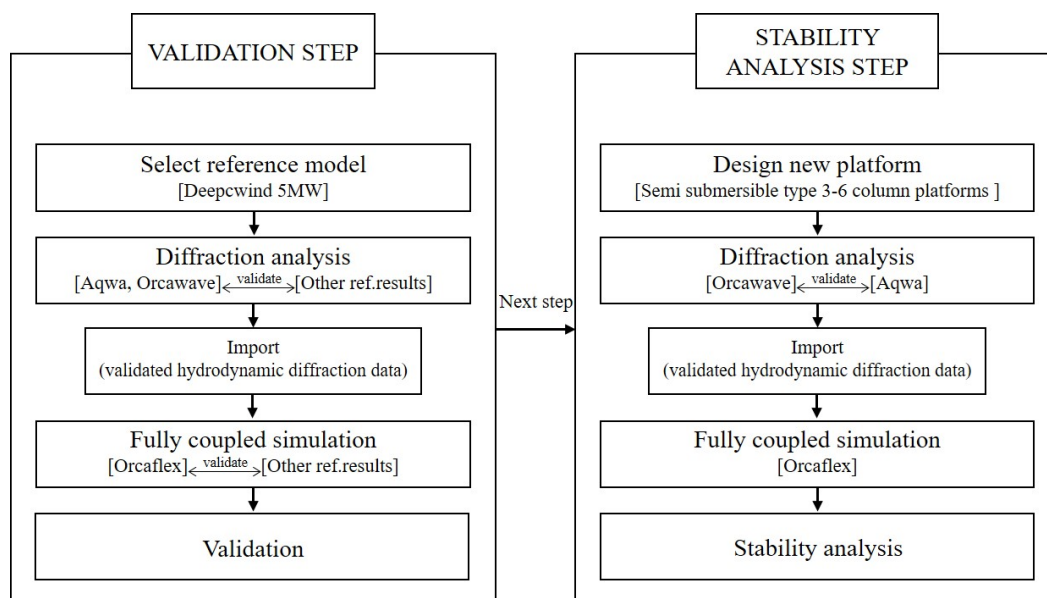 VALIDATION STEP
Select reference model
[Deepcwind 5MW]
Diffraction analysis
[Aqwa, Orcawave] validate [Other ref.results]
Import
(validated hydrodynamic diffraction data)
Fully coupled simulation
[Orcaflex] validate [Other ref.results]
Validation
Next step
STABILITY
ANALYSIS STEP
Design new platform
[Semi submersible type 3-6 column platforms ]
Diffraction analysis
[Orcawave] validate [Aqwa]
Import
(validated hydrodynamic diffraction data)
Fully coupled simulation
[Orcaflex]
Stability analysis